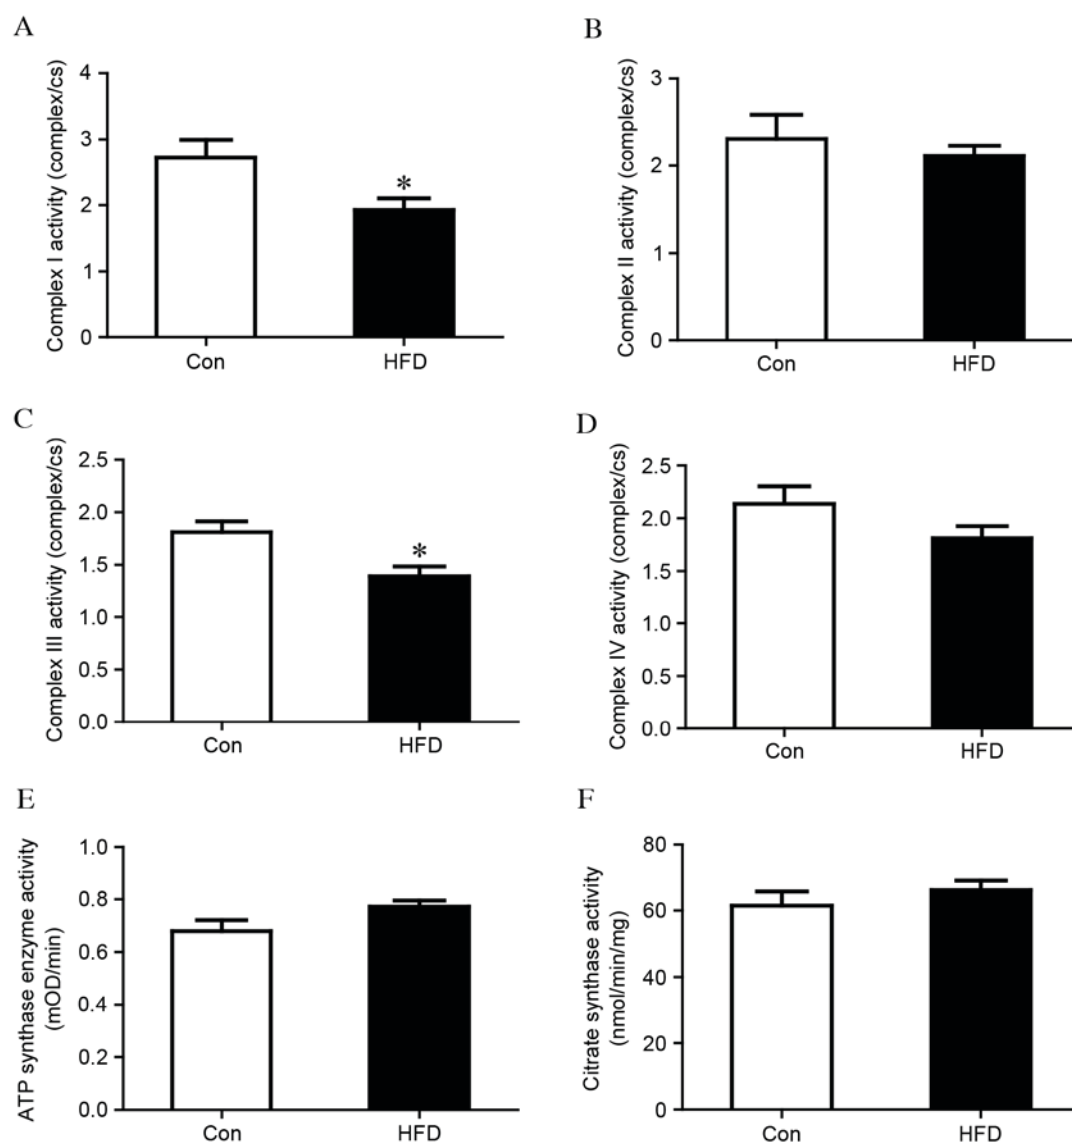 A
Complex I activity (complex/cs)
4
3
2
1
0
*
Con
HFD
B
Complex II activity (complex/cs)
3
2
1
0
Con
HFD
C
Complex III activity (complex/cs)
2.5
2.0
1.5
1.0
0.5
0.0
*
Con
HFD
D
Complex IV activity (complex/cs)
2.5
2.0
1.5
1.0
0.5
0.0
Con
HFD
E
ATP synthase enzyme activity
(mOD/min)
1.0
0.8
0.6
0.4
0.2
0.0
Con
HFD
F
Citrate synthase activity
(nmol/min/mg)
80
60
40
20
0
Con
HFD